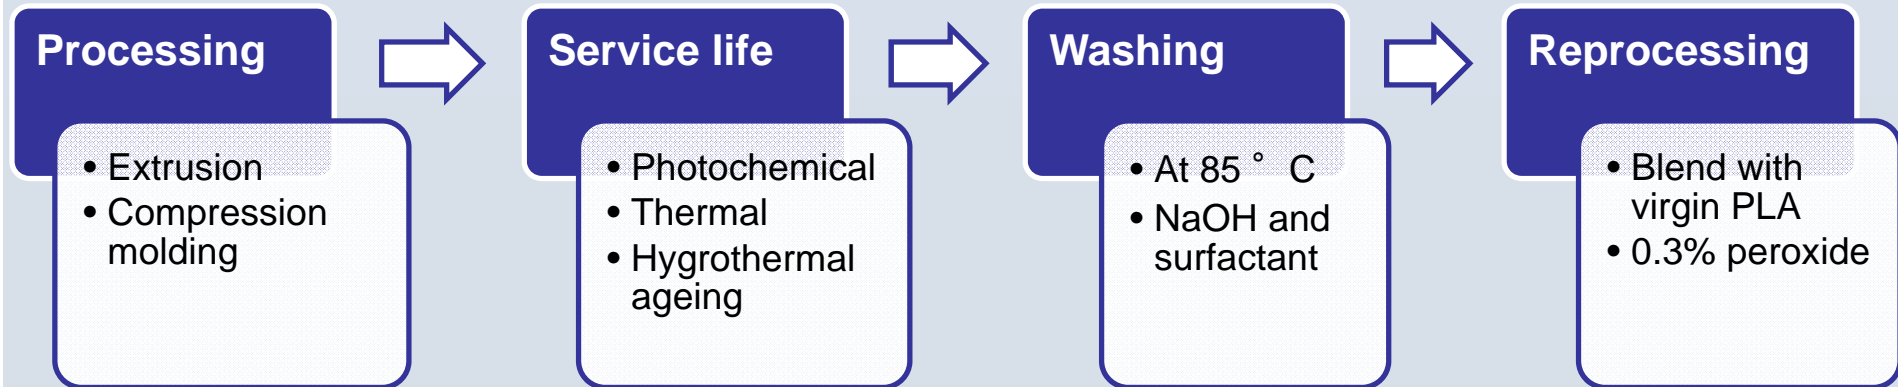 Processing
• Extrusion
• Compression
molding
Service life
• Photochemical
• Thermal
• Hygrothermal
ageing
Washing
• At 85 ° C
• NaOH and
surfactant
Reprocessing
• Blend with
virgin PLA
• 0.3% peroxide